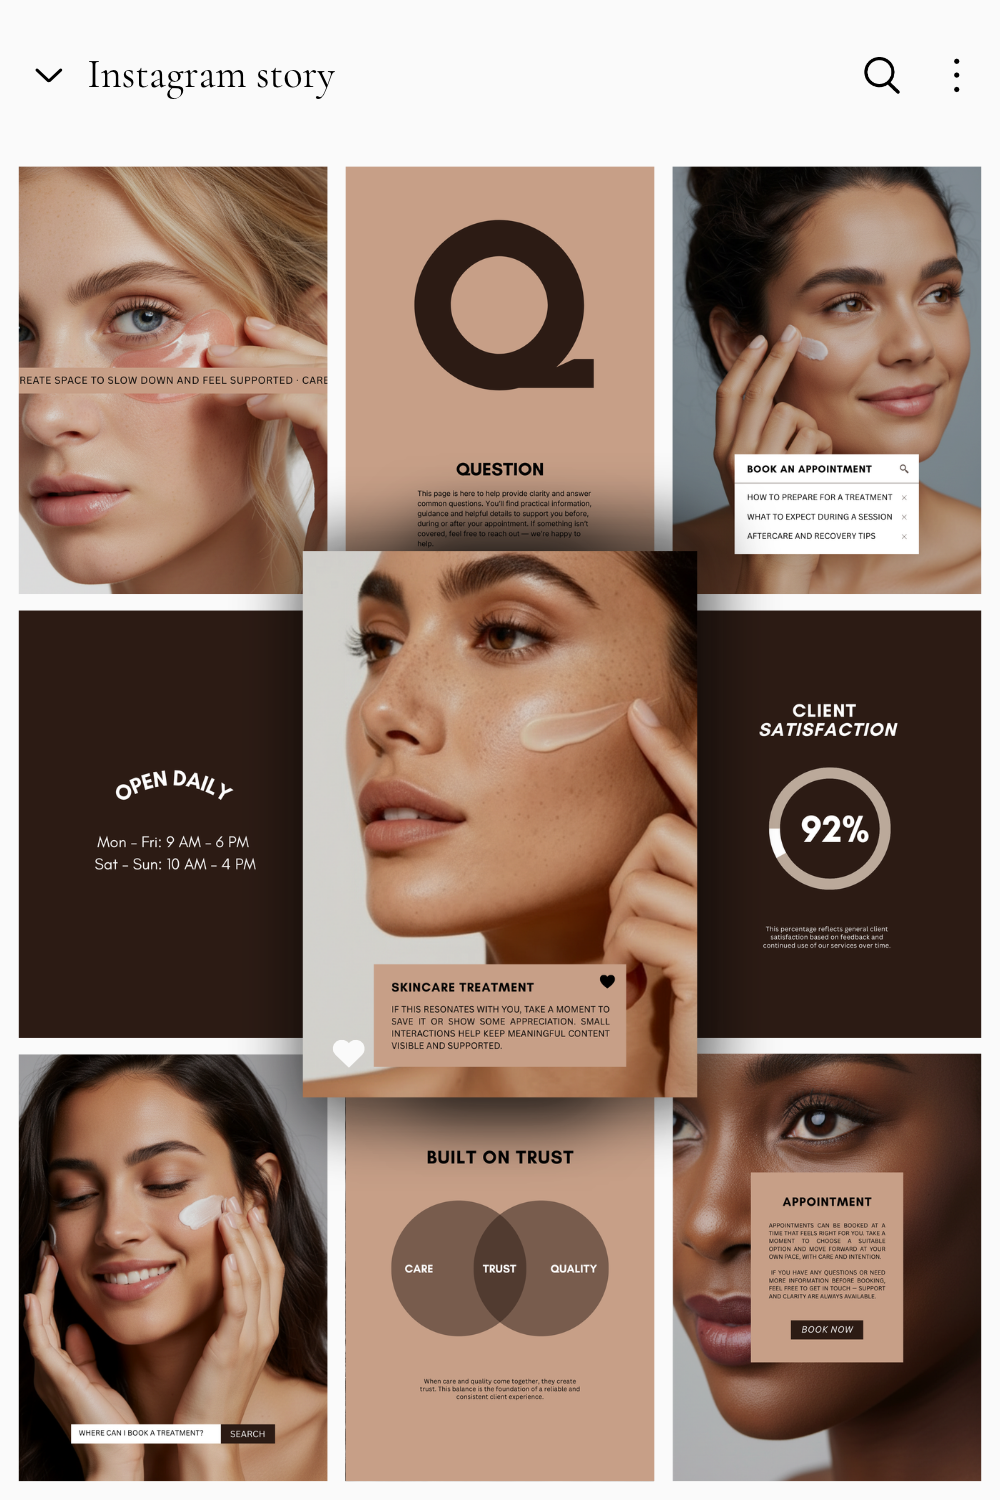 Instagram story
REATE SPACE TO SLOW DOWN AND FEEL SUPPORTED · CARE
Q
QUESTION
This page is here to help provide clarity and answer
common questions. You'll find practical information,
guidance and helpful details to support you before,
during or after your appointment. If something isn't
covered, feel free to reach out — we're happy to
help.
BOOK AN APPOINTMENT
HOW TO PREPARE FOR A TREATMENT ×
WHAT TO EXPECT DURING A SESSION ×
AFTERCARE AND RECOVERY TIPS ×
OPEN DAILY
Mon - Fri: 9 AM - 6 PM
Sat - Sun: 10 AM - 4 PM
SKINCARE TREATMENT
IF THIS RESONATES WITH YOU, TAKE A MOMENT TO
SAVE IT OR SHOW SOME APPRECIATION. SMALL
INTERACTIONS HELP KEEP MEANINGFUL CONTENT
VISIBLE AND SUPPORTED.
CLIENT
SATISFACTION
92%
This percentage reflects general client
satisfaction based on feedback and
continued use of our services over time.
WHERE CAN I BOOK A TREATMENT? SEARCH
BUILT ON TRUST
CARE TRUST QUALITY
When care and quality come together, they create
trust. This balance is the foundation of a reliable and
consistent client experience.
APPOINTMENT
APPOINTMENTS CAN BE BOOKED AT A
TIME THAT FEELS RIGHT FOR YOU. TAKE A
MOMENT TO CHOOSE A SUITABLE
OPTION AND MOVE FORWARD AT YOUR
OWN PACE, WITH CARE AND INTENTION.
IF YOU HAVE ANY QUESTIONS OR NEED
MORE INFORMATION BEFORE BOOKING,
FEEL FREE TO GET IN TOUCH — SUPPORT
AND CLARITY ARE ALWAYS AVAILABLE.
BOOK NOW